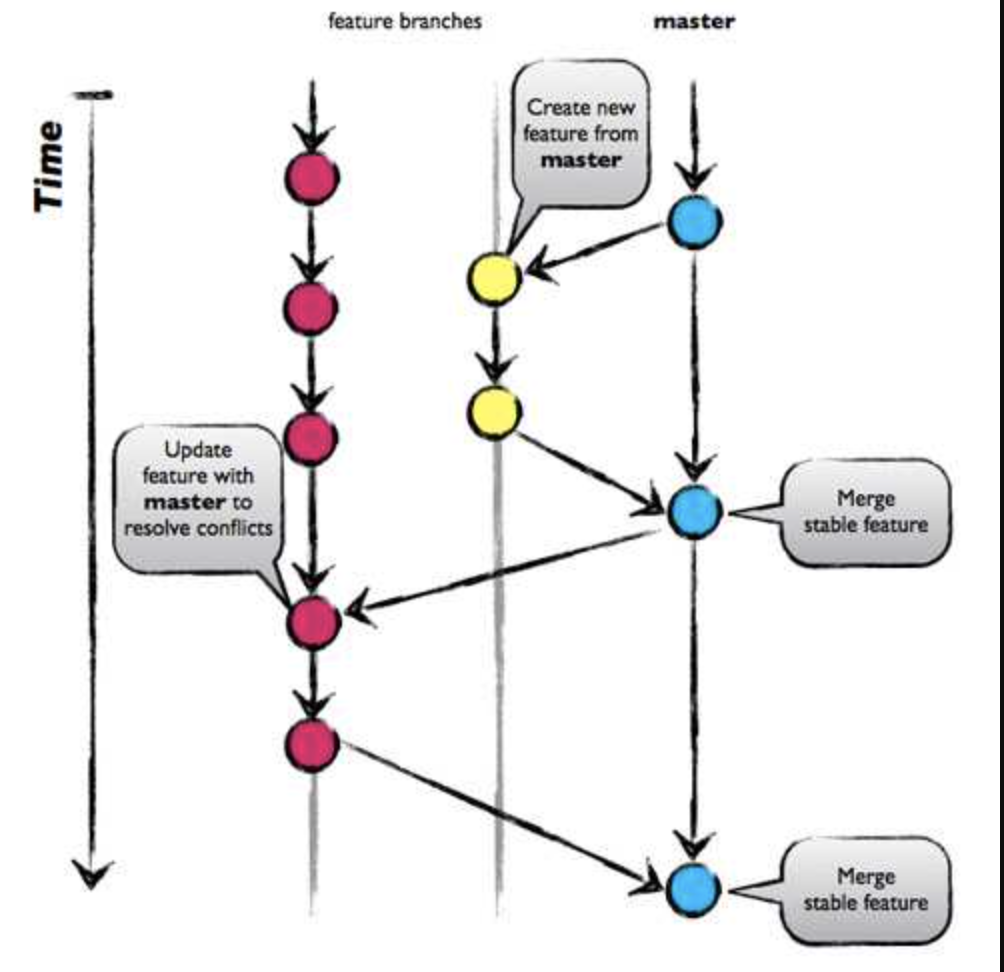 feature branches
master
Time
Create new
feature from
master
Update
feature with
master to
resolve conflicts
Merge
stable feature
Merge
stable feature